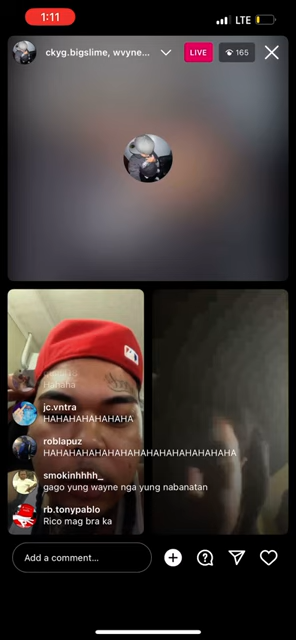 1:11
LTE
ckyg.bigslime, wvyne...
LIVE
165
Hahaha
jc.vntra
HAHAHAHAHAHAHA
roblapuz
HAHAHAHAHAHAHAHAHAHAHAHAHAHAHA
smokinhhhh_
gago yung wayne nga yung nabanatan
rb.tonypablo
Rico mag bra ka
Add a comment...